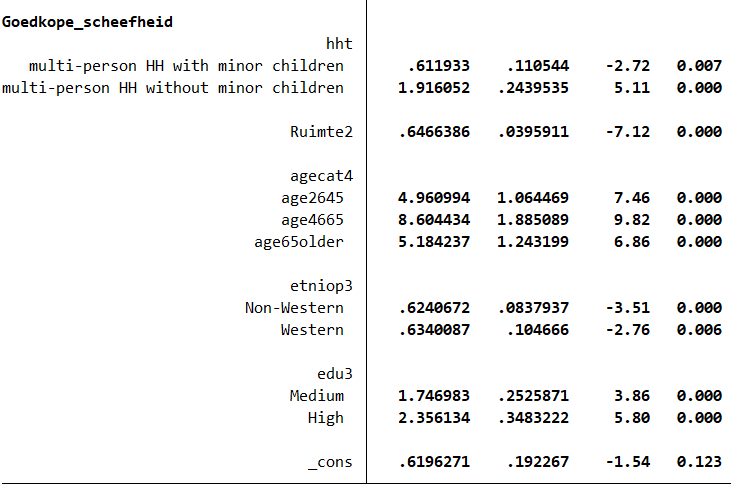 Goedkope_scheefheid
hht
multi-person HH with minor children .611933 .110544 -2.72 0.007
multi-person HH without minor children 1.916052 .2439535 5.11 0.000
Ruimte2 .6466386 .0395911 -7.12 0.000
agecat4
age2645 4.960994 1.064469 7.46 0.000
age4665 8.604434 1.885089 9.82 0.000
age65older 5.184237 1.243199 6.86 0.000
etniop3
Non-Western .6240672 .0837937 -3.51 0.000
Western .6340087 .104666 -2.76 0.006
edu3
Medium 1.746983 .2525871 3.86 0.000
High 2.356134 .3483222 5.80 0.000
_cons .6196271 .192267 -1.54 0.123